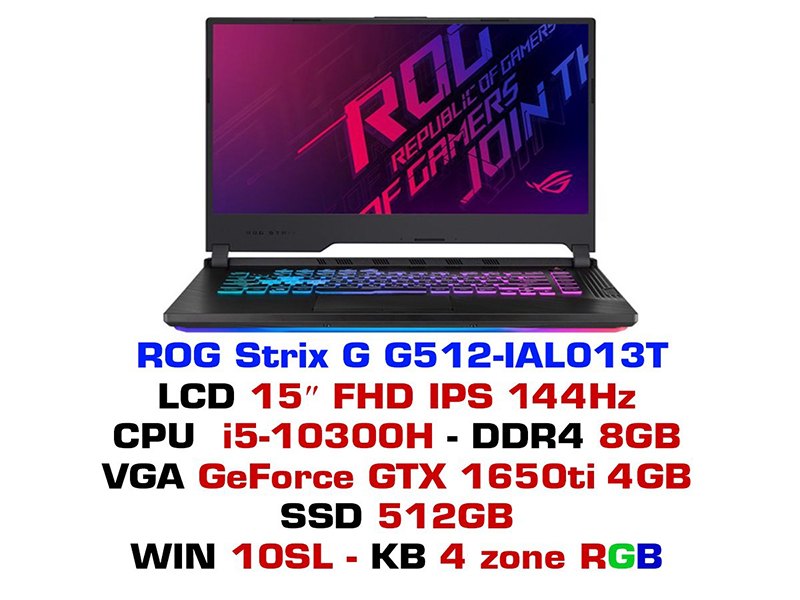 ROG
REPUBLIC OF GAMERS
OF GAMERS
JOIN TH
ROG STRIX
ROG Strix G G512-IAL013T
LCD 15″ FHD IPS 144Hz
CPU i5-10300H - DDR4 8GB
VGA GeForce GTX 1650ti 4GB
SSD 512GB
WIN 10SL - KB 4 zone RGB